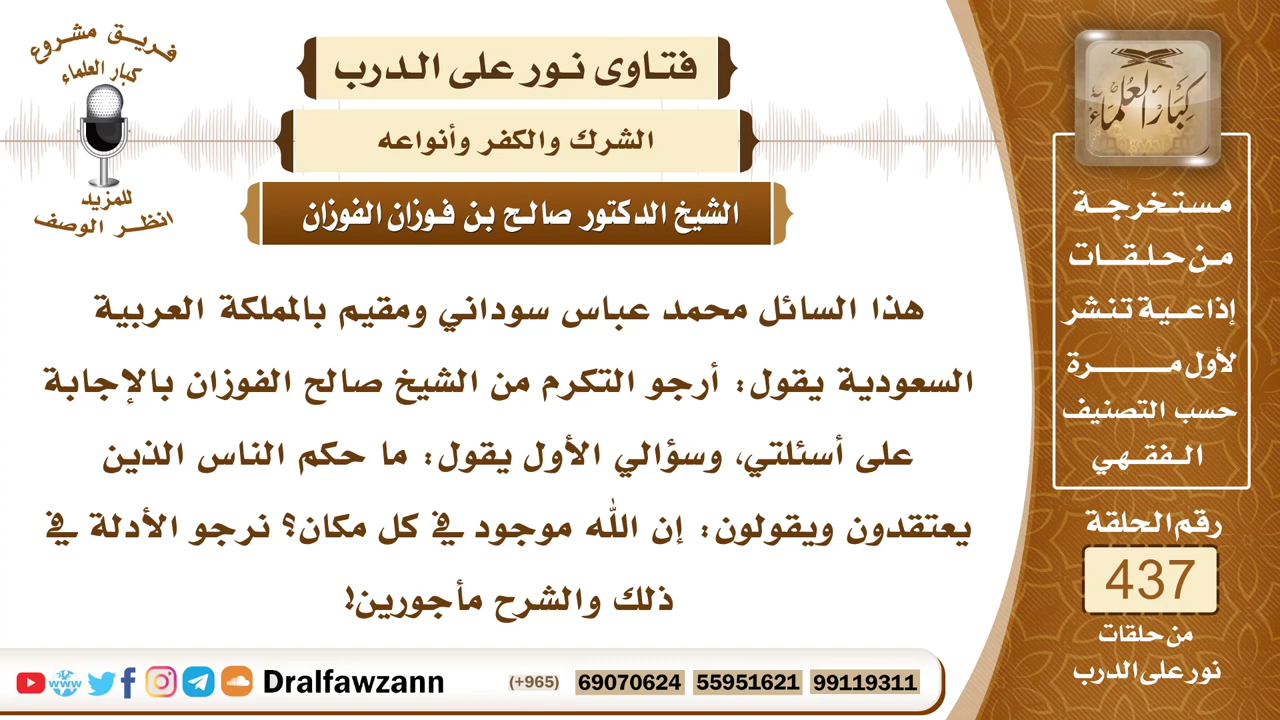 فريق مشروع
كبار العلماء
للمزيد
انظر الوصف
فتاوى نور على الدرب
الشرك والكفر وأنواعه
الشيخ الدكتور صالح بن فوزان الفوزان
هذا السائل محمد عباس سوداني ومقيم بالمملكة العربية
السعودية يقول: أرجو التكرم من الشيخ صالح الفوزان بالإجابة
على أسئلتي، وسؤالي الأول يقول: ما حكم الناس الذين
يعتقدون ويقولون: إن الله موجود في كل مكان؟ نرجو الأدلة في
ذلك والشرح مأجورين!
كبار العلماء
مستخرجة
من حلقات
إذاعية تنشر
لأول مرة
حسب التصنيف
الفقهي
رقم الحلقة
437
من حلقات
نور على الدرب
www Dralfawzann (+965) 69070624 55951621 99119311